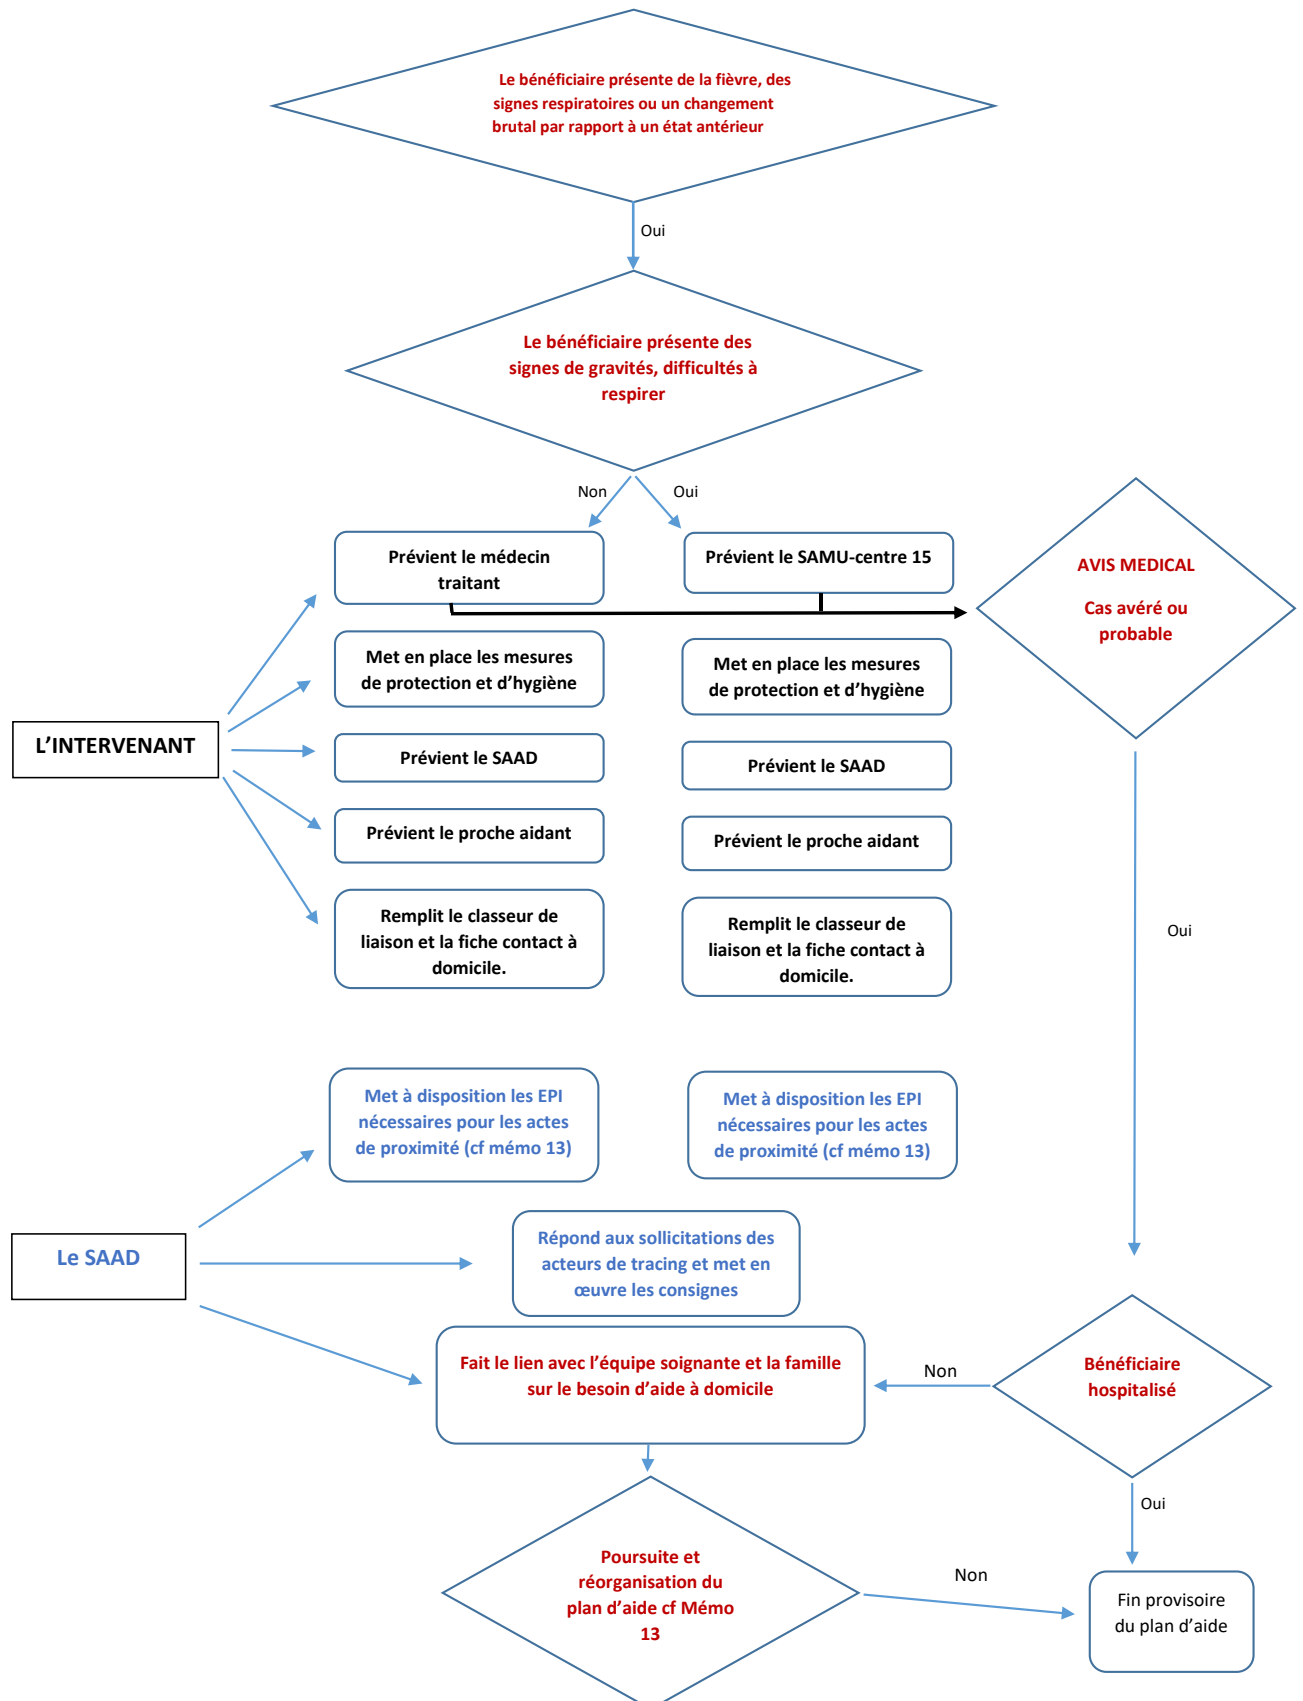 Le bénéficiaire présente de la fièvre, des
signes respiratoires ou un changement
brutal par rapport à un état antérieur
Oui
Le bénéficiaire présente des
signes de gravités, difficultés à
respirer
Non
Oui
Prévient le médecin
traitant
Prévient le SAMU-centre 15
AVIS MEDICAL
Cas avéré ou
probable
Met en place les mesures
de protection et d'hygiène
Met en place les mesures
de protection et d'hygiène
L'INTERVENANT
Prévient le SAAD
Prévient le SAAD
Prévient le proche aidant
Prévient le proche aidant
Remplit le classeur de
liaison et la fiche contact à
domicile.
Remplit le classeur de
liaison et la fiche contact à
domicile.
Oui
Met à disposition les EPI
nécessaires pour les actes
de proximité (cf mémo 13)
Met à disposition les EPI
nécessaires pour les actes
de proximité (cf mémo 13)
Le SAAD
Répond aux sollicitations des
acteurs de tracing et met en
œuvre les consignes
Fait le lien avec l'équipe soignante et la famille
sur le besoin d'aide à domicile
Non
Bénéficiaire
hospitalisé
Oui
Poursuite et
réorganisation du
plan d'aide cf Mémo
13
Non
Fin provisoire
du plan d'aide